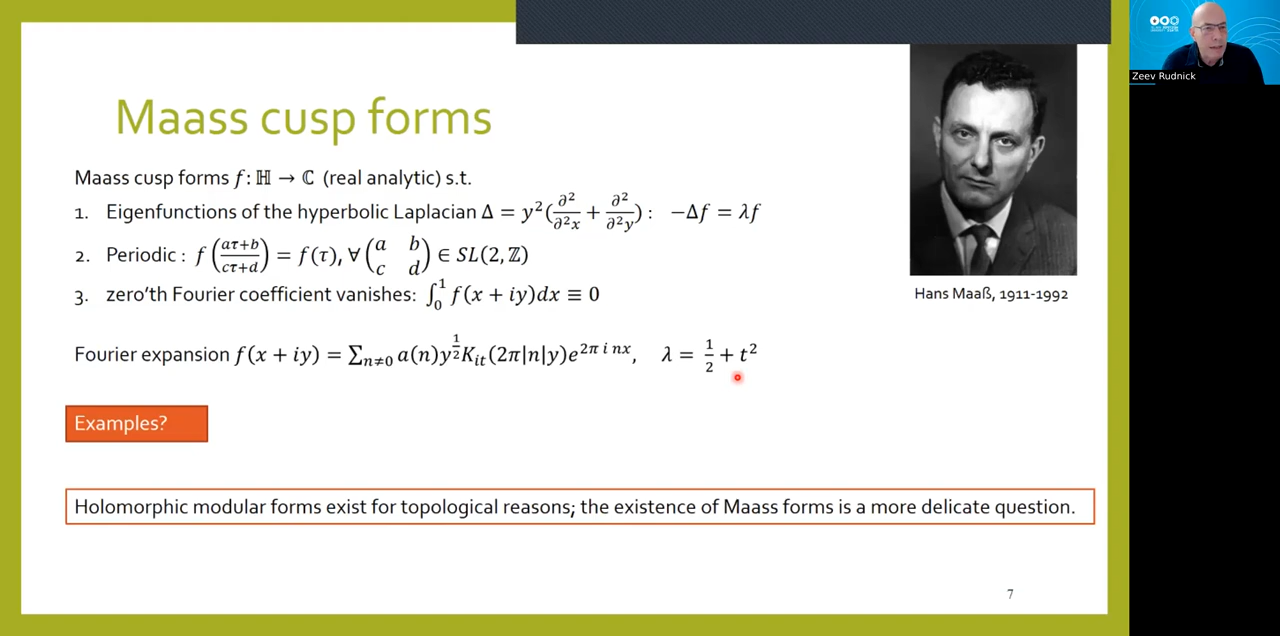 Zeev Rudnick
Maass cusp forms
Maass cusp forms f: ℍ → ℂ (real analytic) s.t.
1. Eigenfunctions of the hyperbolic Laplacian Δ = y²(∂²/∂²x + ∂²/∂²y): −Δf = λf
2. Periodic : f((aτ+b)/(cτ+d)) = f(τ), ∀ (a b; c d) ∈ SL(2, ℤ)
3. zero'th Fourier coefficient vanishes: ∫₀¹ f(x + iy)dx ≡ 0
Hans Maaß, 1911-1992
Fourier expansion f(x + iy) = ∑_{n≠0} a(n)y^{1/2}K_{it}(2π|n|y)e^{2π i nx}, λ = 1/2 + t²
Examples?
Holomorphic modular forms exist for topological reasons; the existence of Maass forms is a more delicate question.
7